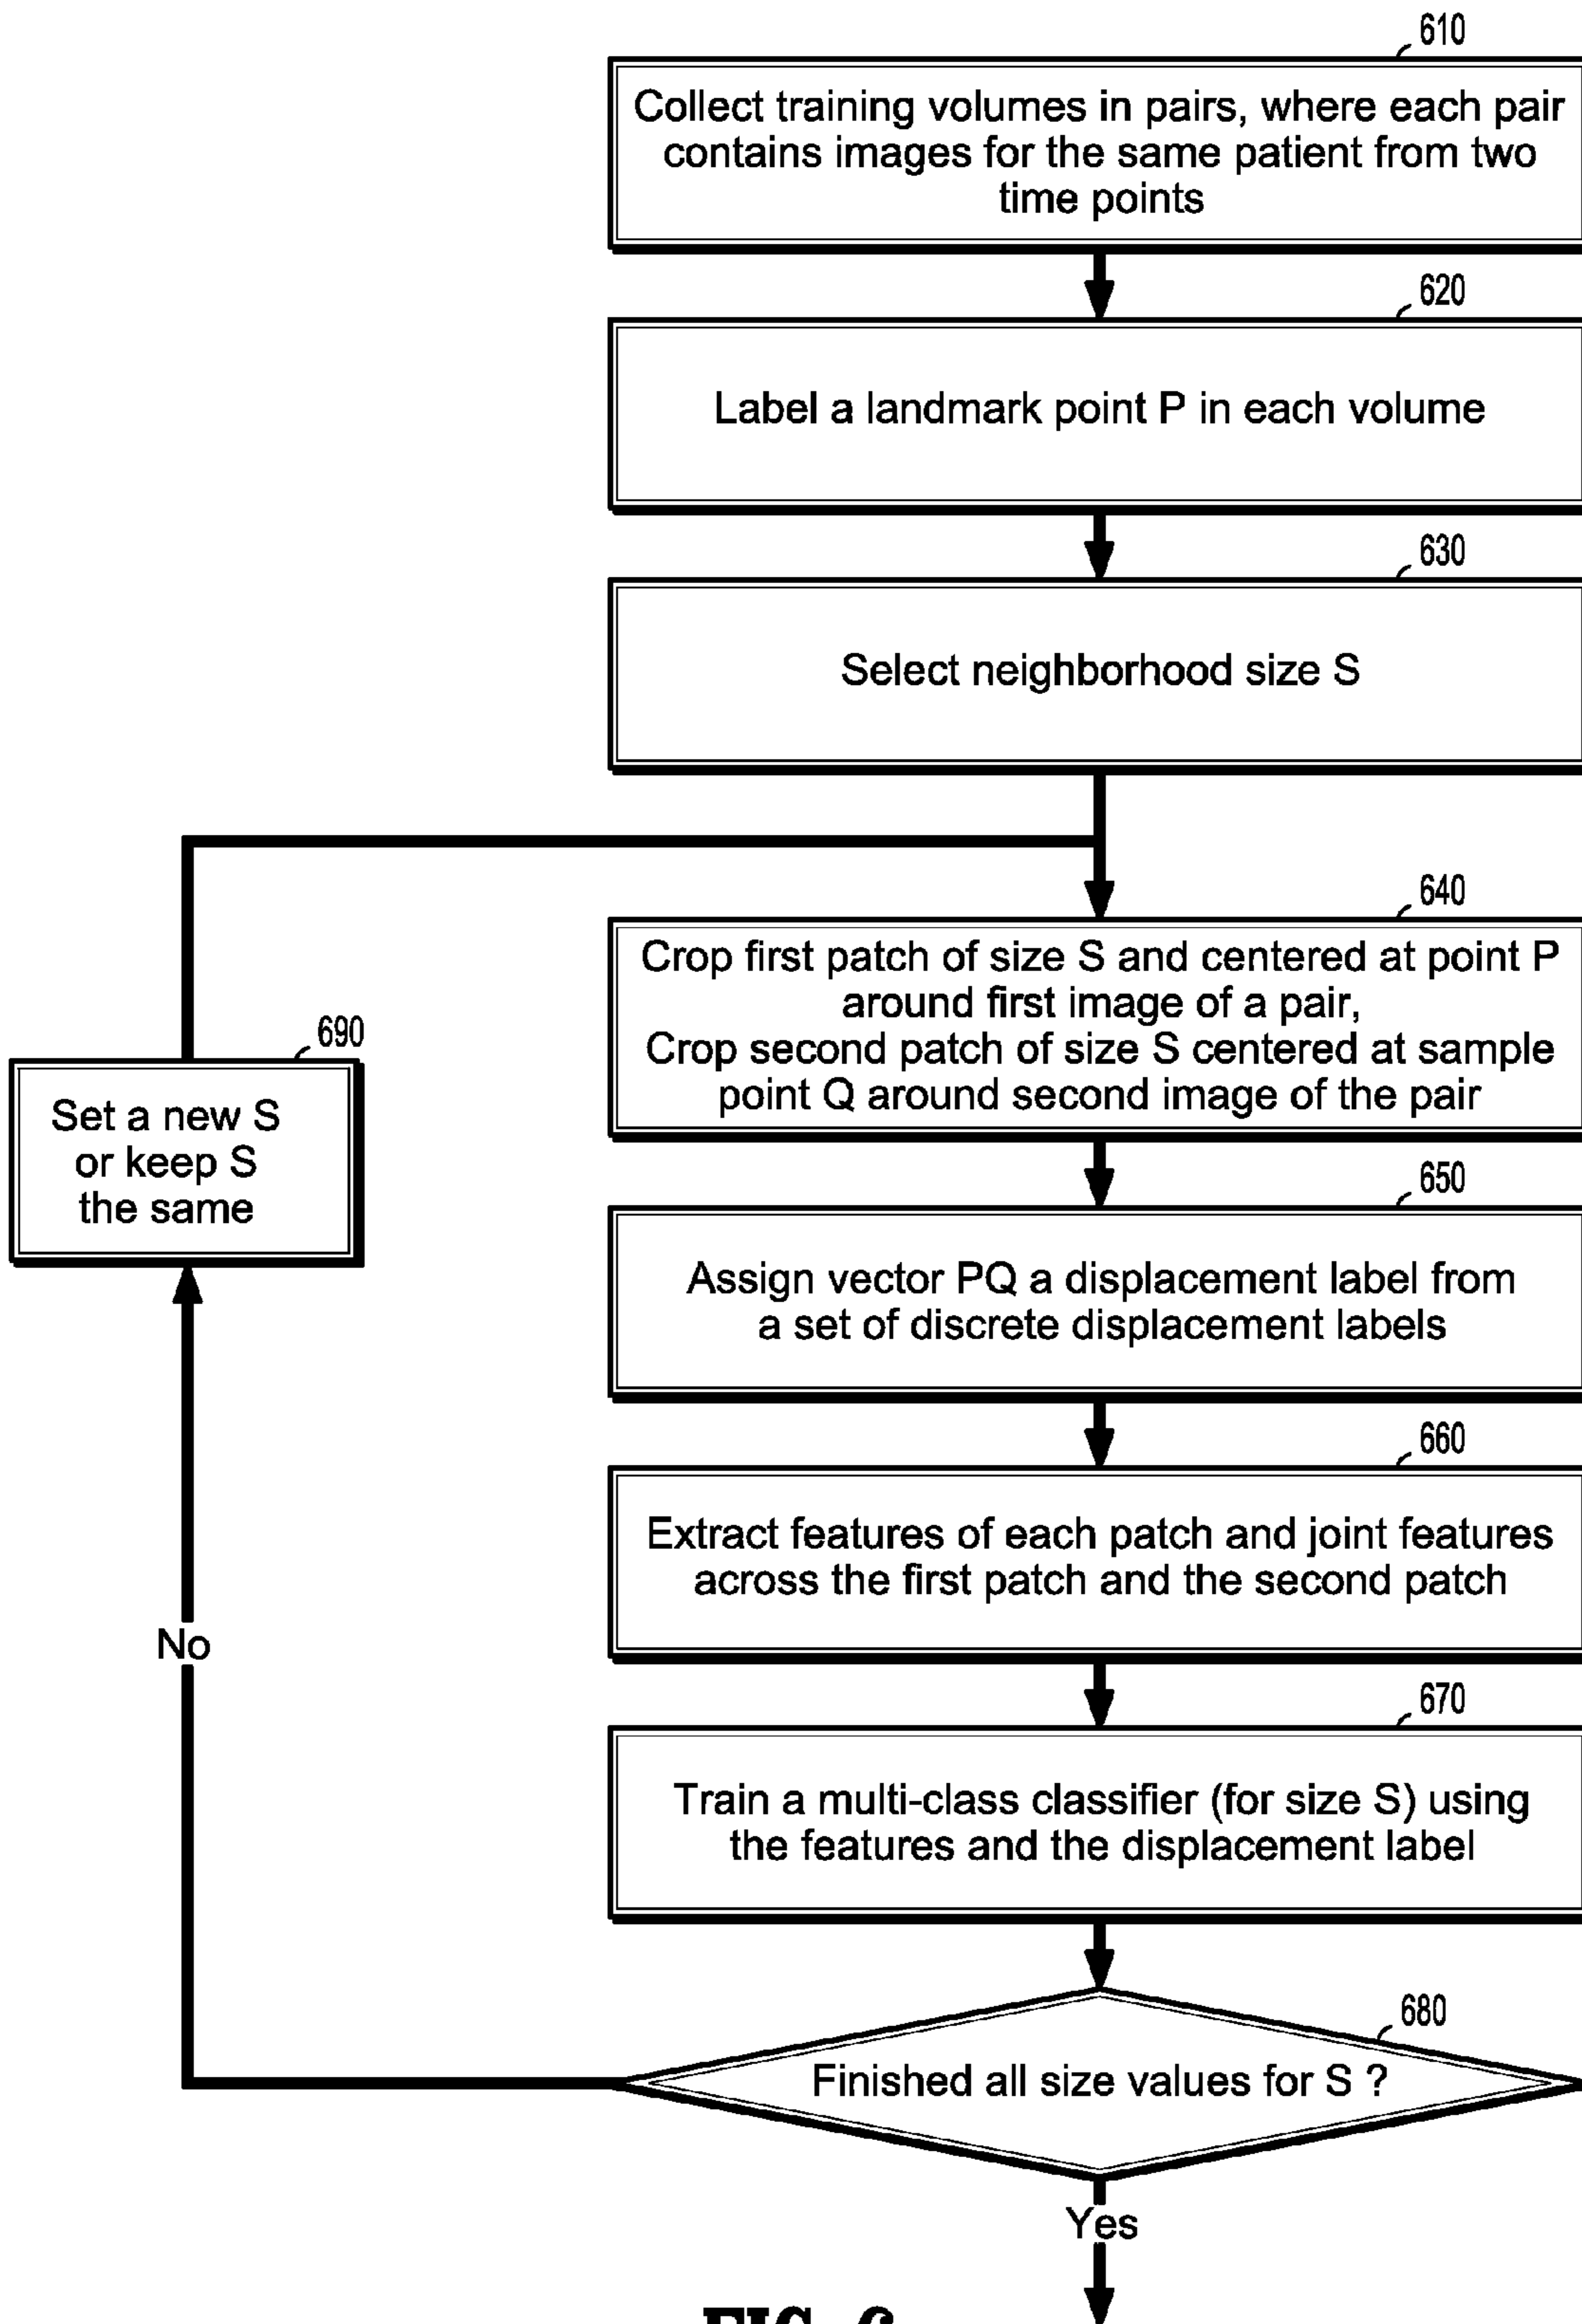 610
Collect training volumes in pairs, where each pair
contains images for the same patient from two
time points
620
Label a landmark point P in each volume
630
Select neighborhood size S
640
Crop first patch of size S and centered at point P
around first image of a pair,
Crop second patch of size S centered at sample
point Q around second image of the pair
690
Set a new S
or keep S
the same
650
Assign vector PQ a displacement label from
a set of discrete displacement labels
660
Extract features of each patch and joint features
across the first patch and the second patch
No
670
Train a multi-class classifier (for size S) using
the features and the displacement label
680
Finished all size values for S ?
Yes
FIG. 6